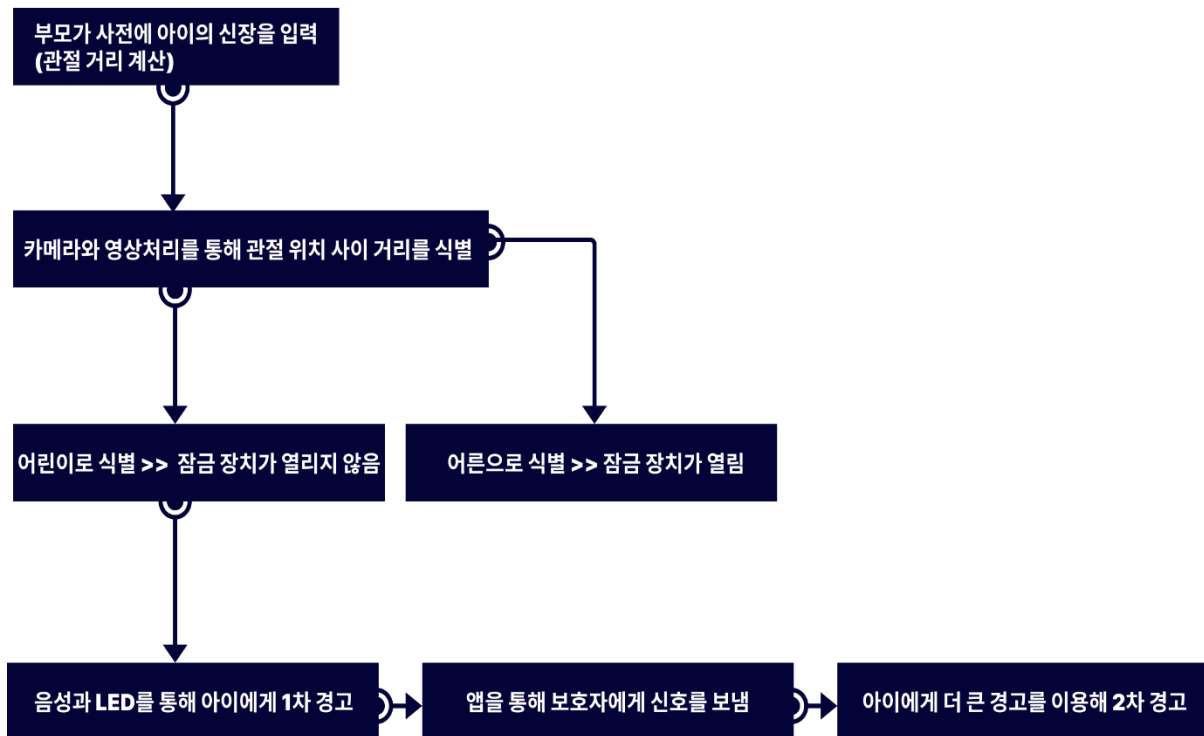 부모가 사전에 아이의 신장을 입력
(관절 거리 계산)
카메라와 영상처리를 통해 관절 위치 사이 거리를 식별
어린이로 식별 >> 잠금 장치가 열리지 않음
어른으로 식별 >> 잠금 장치가 열림
음성과 LED를 통해 아이에게 1차 경고
앱을 통해 보호자에게 신호를 보냄
아이에게 더 큰 경고를 이용해 2차 경고